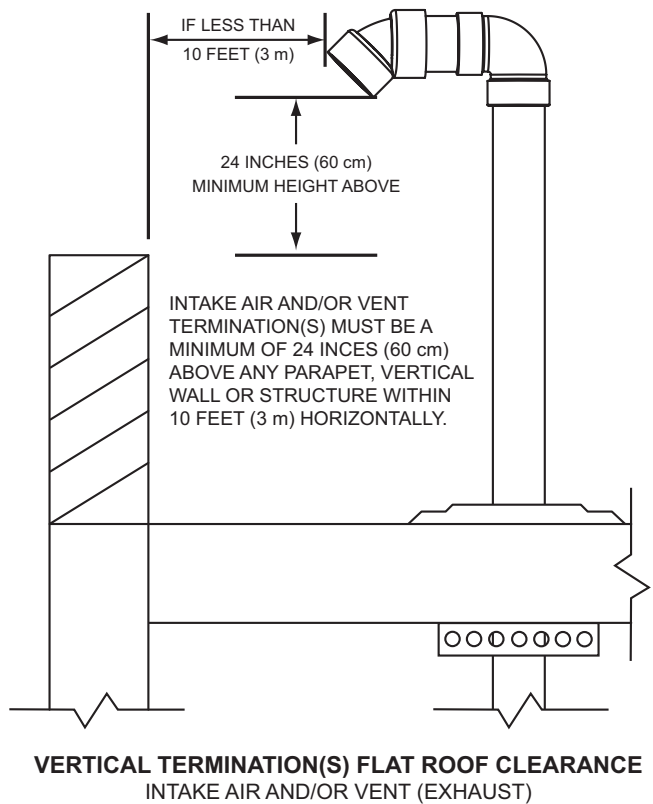 IF LESS THAN
10 FEET (3 m)
24 INCHES (60 cm)
MINIMUM HEIGHT ABOVE
INTAKE AIR AND/OR VENT
TERMINATION(S) MUST BE A
MINIMUM OF 24 INCES (60 cm)
ABOVE ANY PARAPET, VERTICAL
WALL OR STRUCTURE WITHIN
10 FEET (3 m) HORIZONTALLY.
VERTICAL TERMINATION(S) FLAT ROOF CLEARANCE
INTAKE AIR AND/OR VENT (EXHAUST)